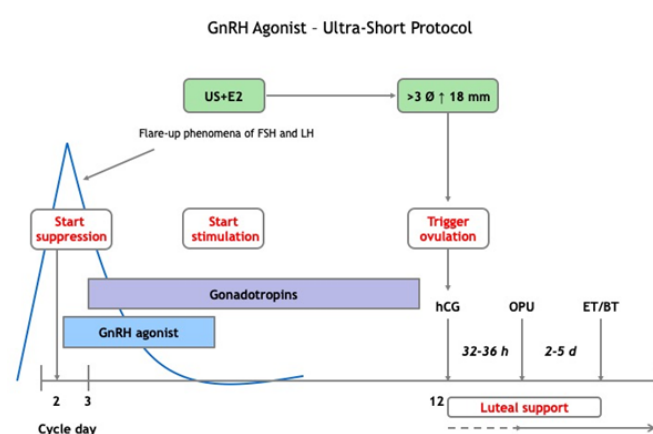 GnRH Agonist – Ultra-Short Protocol
US+E2
>3 Ø ↑ 18 mm
Flare-up phenomena of FSH and LH
Start
suppression
Start
stimulation
Trigger
ovulation
Gonadotropins
GnRH agonist
hCG
OPU
ET/BT
32-36 h
2-5 d
2
3
12
Luteal support
Cycle day